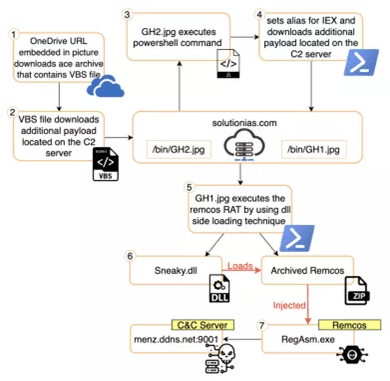 1
OneDrive URL
embedded in picture
downloads ace archive
that contains VBS file
2
VBS file downloads
additional payload
located on the C2
server
VBS
3
GH2.jpg executes
powershell command
JS
4
sets alias for IEX and
downloads additional
payload located on the
C2 server
solutionias.com
/bin/GH2.jpg
/bin/GH1.jpg
5
GH1.jpg executes the
remcos RAT by using dll
side loading technique
6
Sneaky.dll
DLL
Loads
Archived Remcos
ZIP
Injected
C&C Server
menz.ddns.net:9001
7
Remcos
RegAsm.exe